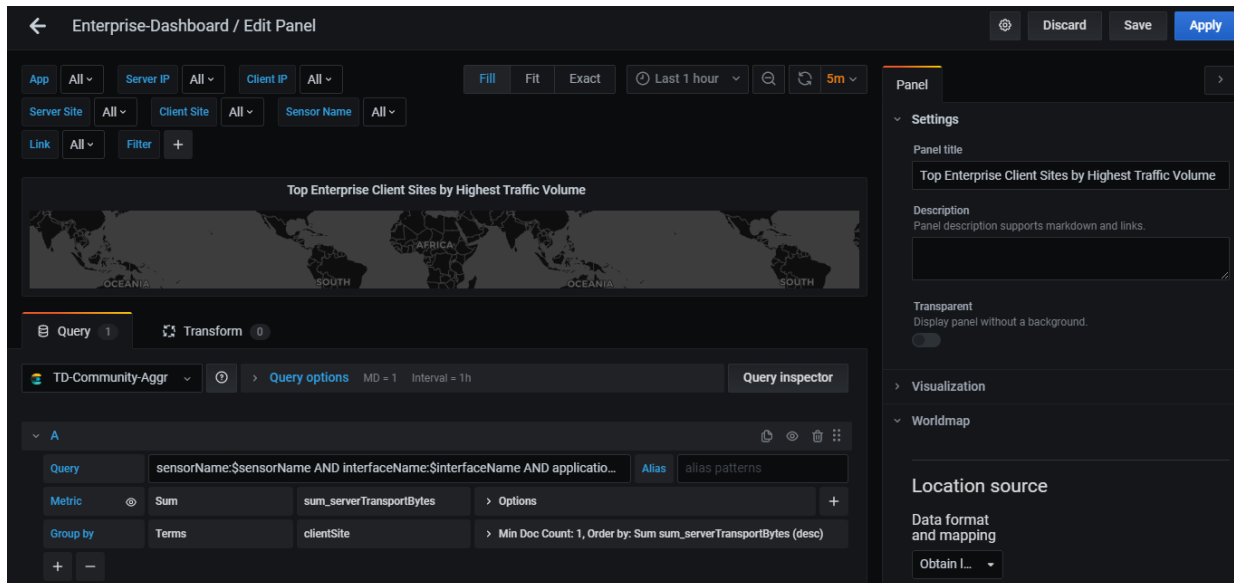 Enterprise-Dashboard / Edit Panel
Discard
Save
Apply
App All
Server IP All
Client IP All
Fill Fit Exact
Last 1 hour
5m
Server Site All
Client Site All
Sensor Name All
Link All
Filter +
Top Enterprise Client Sites by Highest Traffic Volume
AFRICA
OCEANIA
SOUTH
OCEANIA
SOUTH
Query 1
Transform 0
TD-Community-Aggr
Query options MD = 1 Interval = 1h
Query inspector
A
Query sensorName:$sensorName AND interfaceName:$interfaceName AND applicatio... Alias alias patterns
Metric Sum sum_serverTransportBytes > Options +
Group by Terms clientSite > Min Doc Count: 1, Order by: Sum sum_serverTransportBytes (desc)
+ −
Panel
Settings
Panel title
Top Enterprise Client Sites by Highest Traffic Volume
Description
Panel description supports markdown and links.
Transparent
Display panel without a background.
Visualization
Worldmap
Location source
Data format
and mapping
Obtain l...